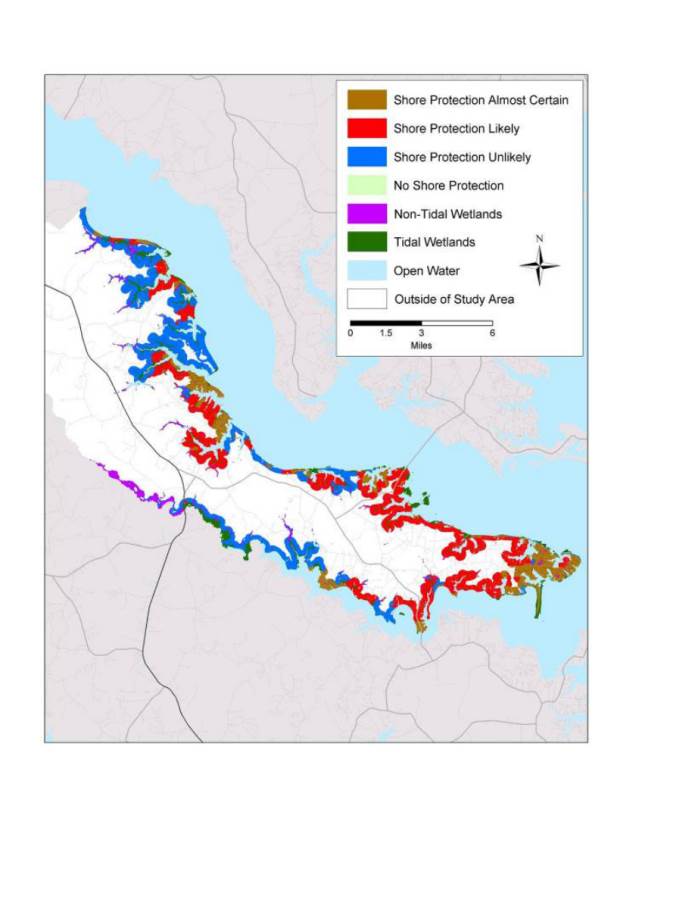 Shore Protection Almost Certain
Shore Protection Likely
Shore Protection Unlikely
No Shore Protection
Non-Tidal Wetlands
Tidal Wetlands
Open Water
Outside of Study Area
N
0 1.5 3 6
Miles